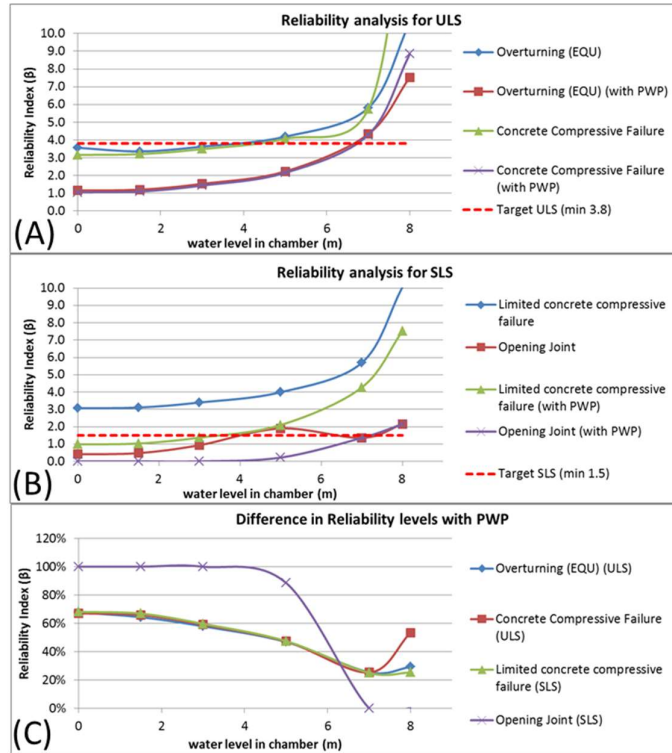 Reliability analysis for ULS
Reliability Index (β)
10.0
9.0
8.0
7.0
6.0
5.0
4.0
3.0
2.0
1.0
0.0
0
2
4
6
8
water level in chamber (m)
(A)
Overturning (EQU)
Overturning (EQU) (with PWP)
Concrete Compressive Failure
Concrete Compressive Failure
(with PWP)
Target ULS (min 3.8)
Reliability analysis for SLS
Reliability Index (β)
10.0
9.0
8.0
7.0
6.0
5.0
4.0
3.0
2.0
1.0
0.0
0
2
4
6
8
water level in chamber (m)
(B)
Limited concrete compressive
failure
Opening Joint
Limited concrete compressive
failure (with PWP)
Opening Joint (with PWP)
Target SLS (min 1.5)
Difference in Reliability levels with PWP
Reliability Index (β)
120%
100%
80%
60%
40%
20%
0%
0
2
4
6
8
water level in chamber (m)
(C)
Overturning (EQU) (ULS)
Concrete Compressive Failure
(ULS)
Limited concrete compressive
failure (SLS)
Opening Joint (SLS)